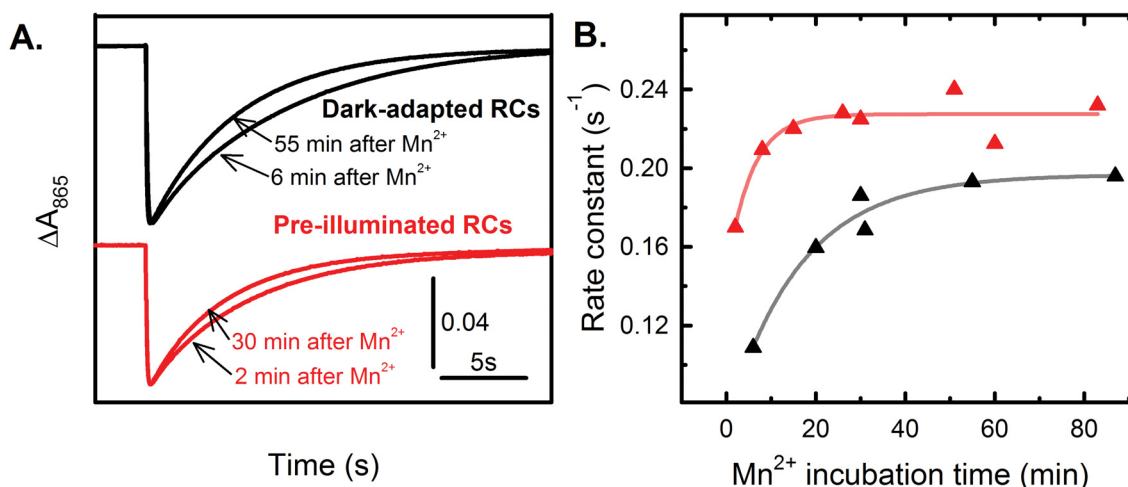 A.
Dark-adapted RCs
55 min after Mn²⁺
6 min after Mn²⁺
Pre-illuminated RCs
30 min after Mn²⁺
2 min after Mn²⁺
0.04
5s
ΔA₈₆₅
Time (s)
B.
0.24
0.20
0.16
0.12
Rate constant (s⁻¹)
0 20 40 60 80
Mn²⁺ incubation time (min)